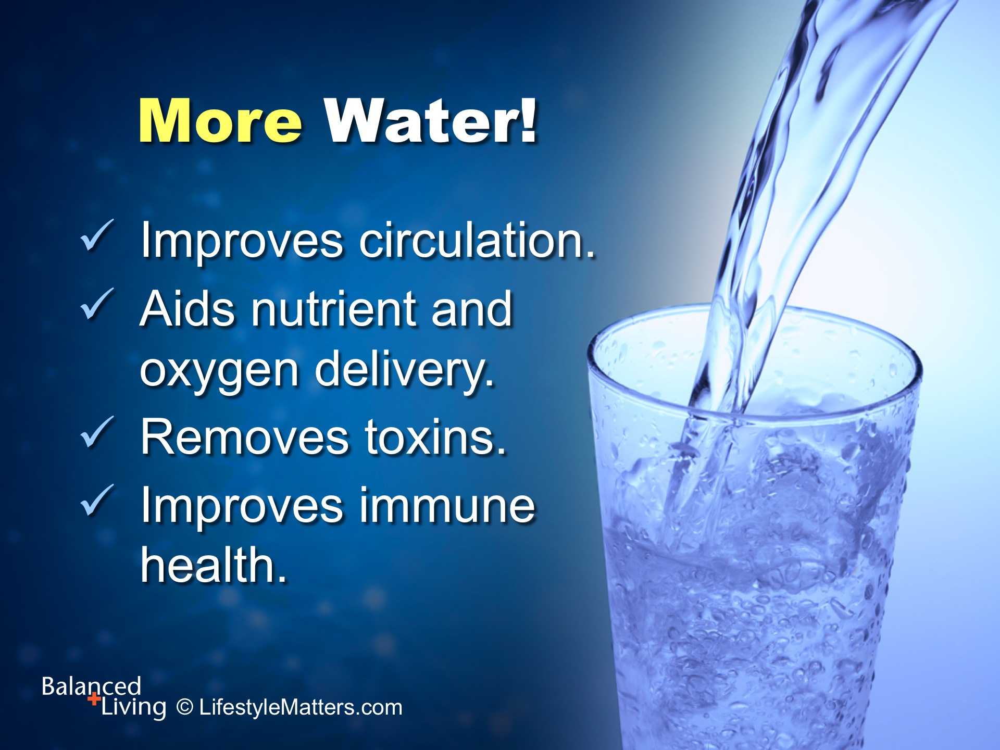 More Water!
✓ Improves circulation.
✓ Aids nutrient and
oxygen delivery.
✓ Removes toxins.
✓ Improves immune
health.
Balanced
+Living © LifestyleMatters.com